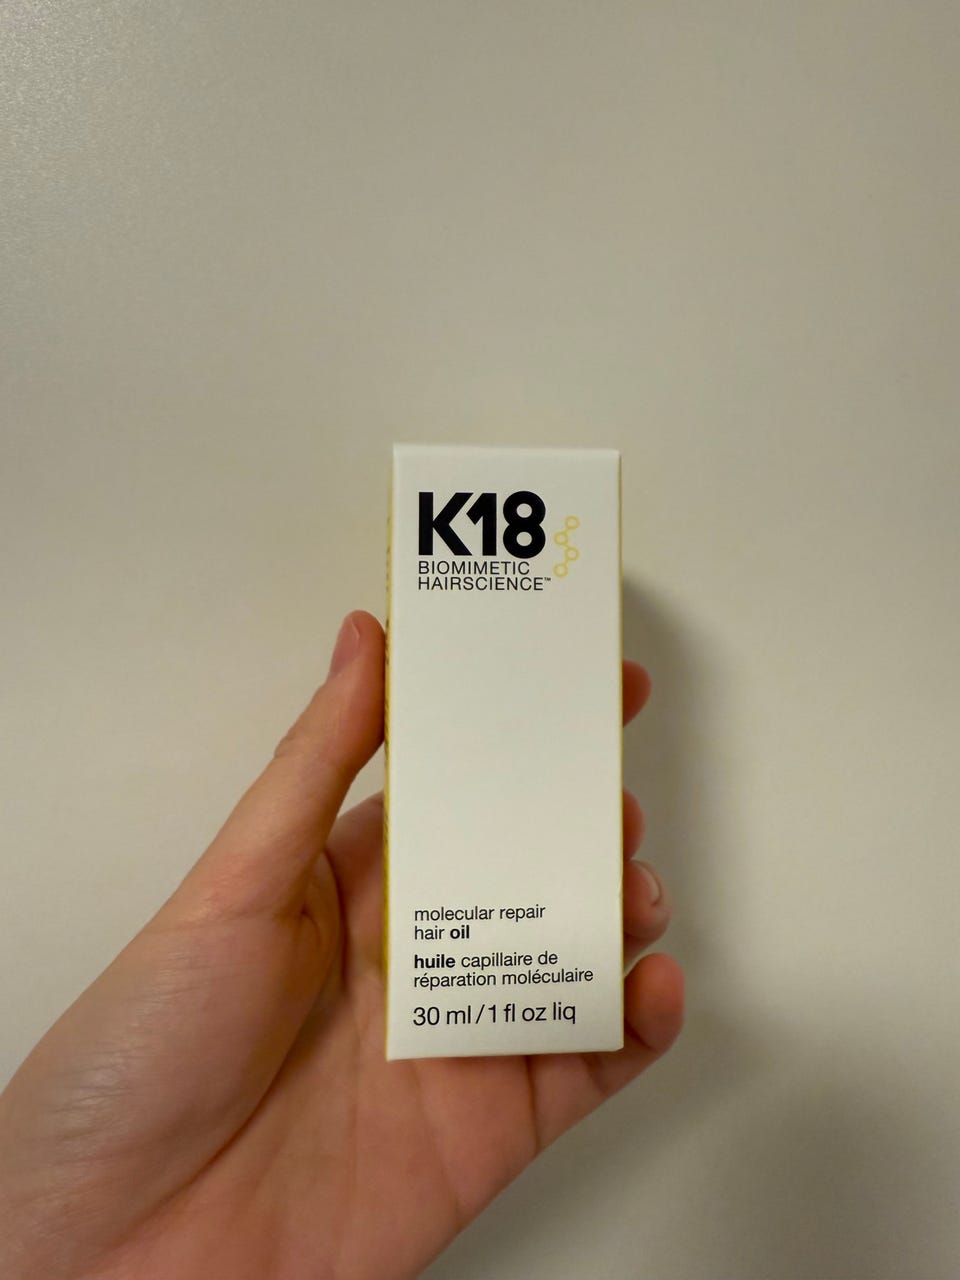 K18
BIOMIMETIC
HAIRSCIENCE™
molecular repair
hair oil
huile capillaire de
réparation moléculaire
30 ml / 1 fl oz liq